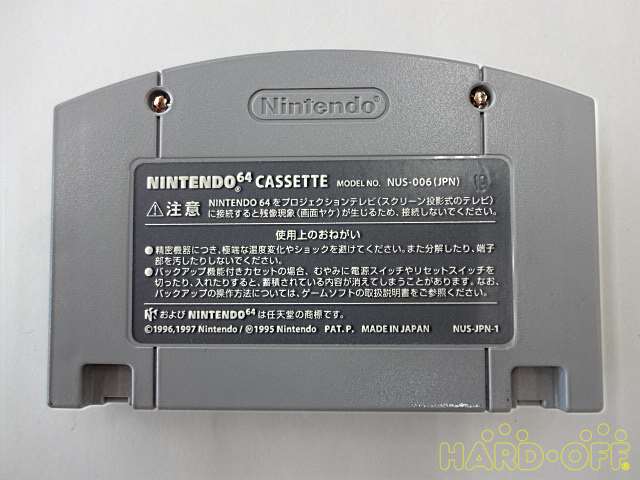 Nintendo®
NINTENDO64® CASSETTE MODEL NO. NUS-006(JPN)
⚠注意 NINTENDO 64をプロジェクションテレビ(スクリーン投影式のテレビ)
に接続すると残像現象(画面ヤケ)が生じるため、接続しないでください。
使用上のおねがい
●精密機器につき、極端な温度変化やショックを避けてください。また分解したり、端子
部を汚したりしないでください。
●バックアップ機能付きカセットの場合、むやみに電源スイッチやリセットスイッチを
切ったり、入れたりすると、蓄積されている内容が消えてしまうことがあります。なお、
バックアップの操作方法については、ゲームソフトの取扱説明書をご参照ください。
および NINTENDO64 は任天堂の商標です。
©1996,1997 Nintendo/Ⓜ1995 Nintendo PAT. P. MADE IN JAPAN NUS-JPN-1
HARD·OFF